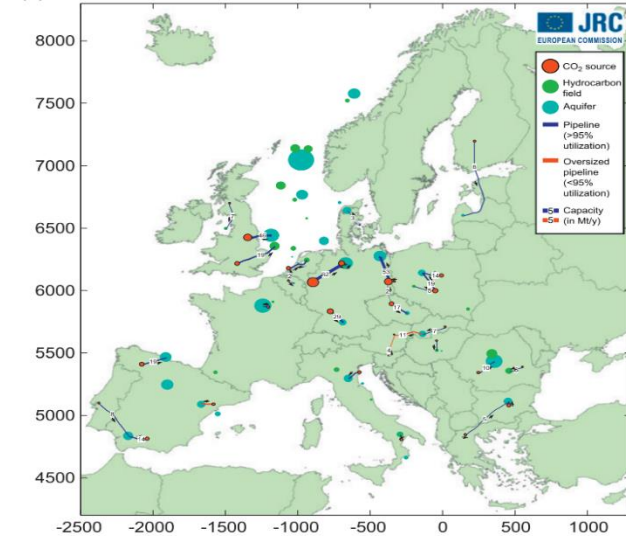 8000
7500
7000
6500
6000
5500
5000
4500
-2500
-2000
-1500
-1000
-500
0
500
1000
JRC
EUROPEAN COMMISSION
CO2 source
Hydrocarbon
field
Aquifer
Pipeline
(>95%
utilization)
Oversized
pipeline
(<95%
utilization)
Capacity
(in Mt/y)